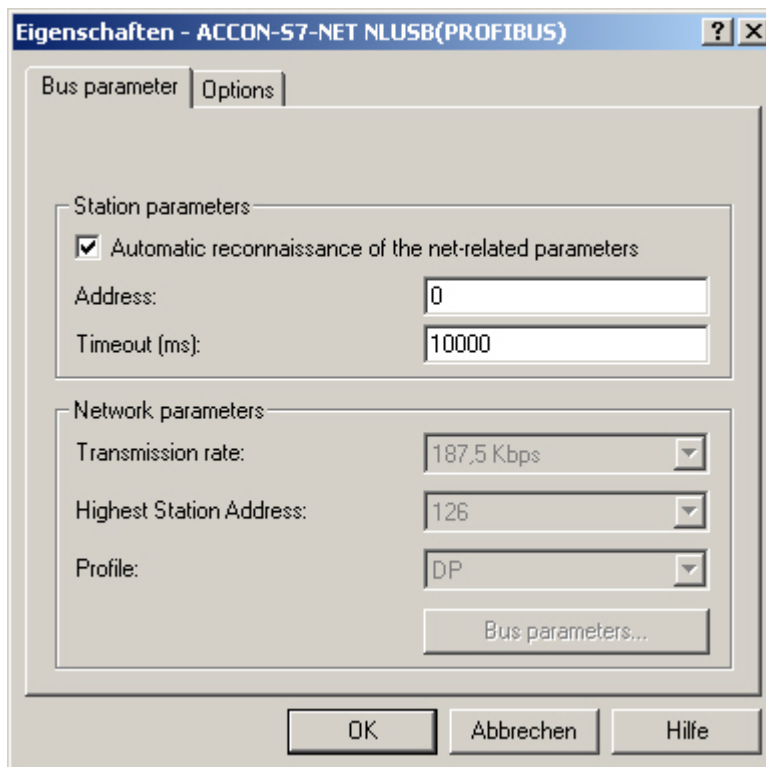 Eigenschaften - ACCON-S7-NET NLUSB(PROFIBUS)
Bus parameter Options
Station parameters
Automatic reconnaissance of the net-related parameters
Address: 0
Timeout (ms): 10000
Network parameters
Transmission rate: 187,5 Kbps
Highest Station Address: 126
Profile: DP
Bus parameters...
OK Abbrechen Hilfe